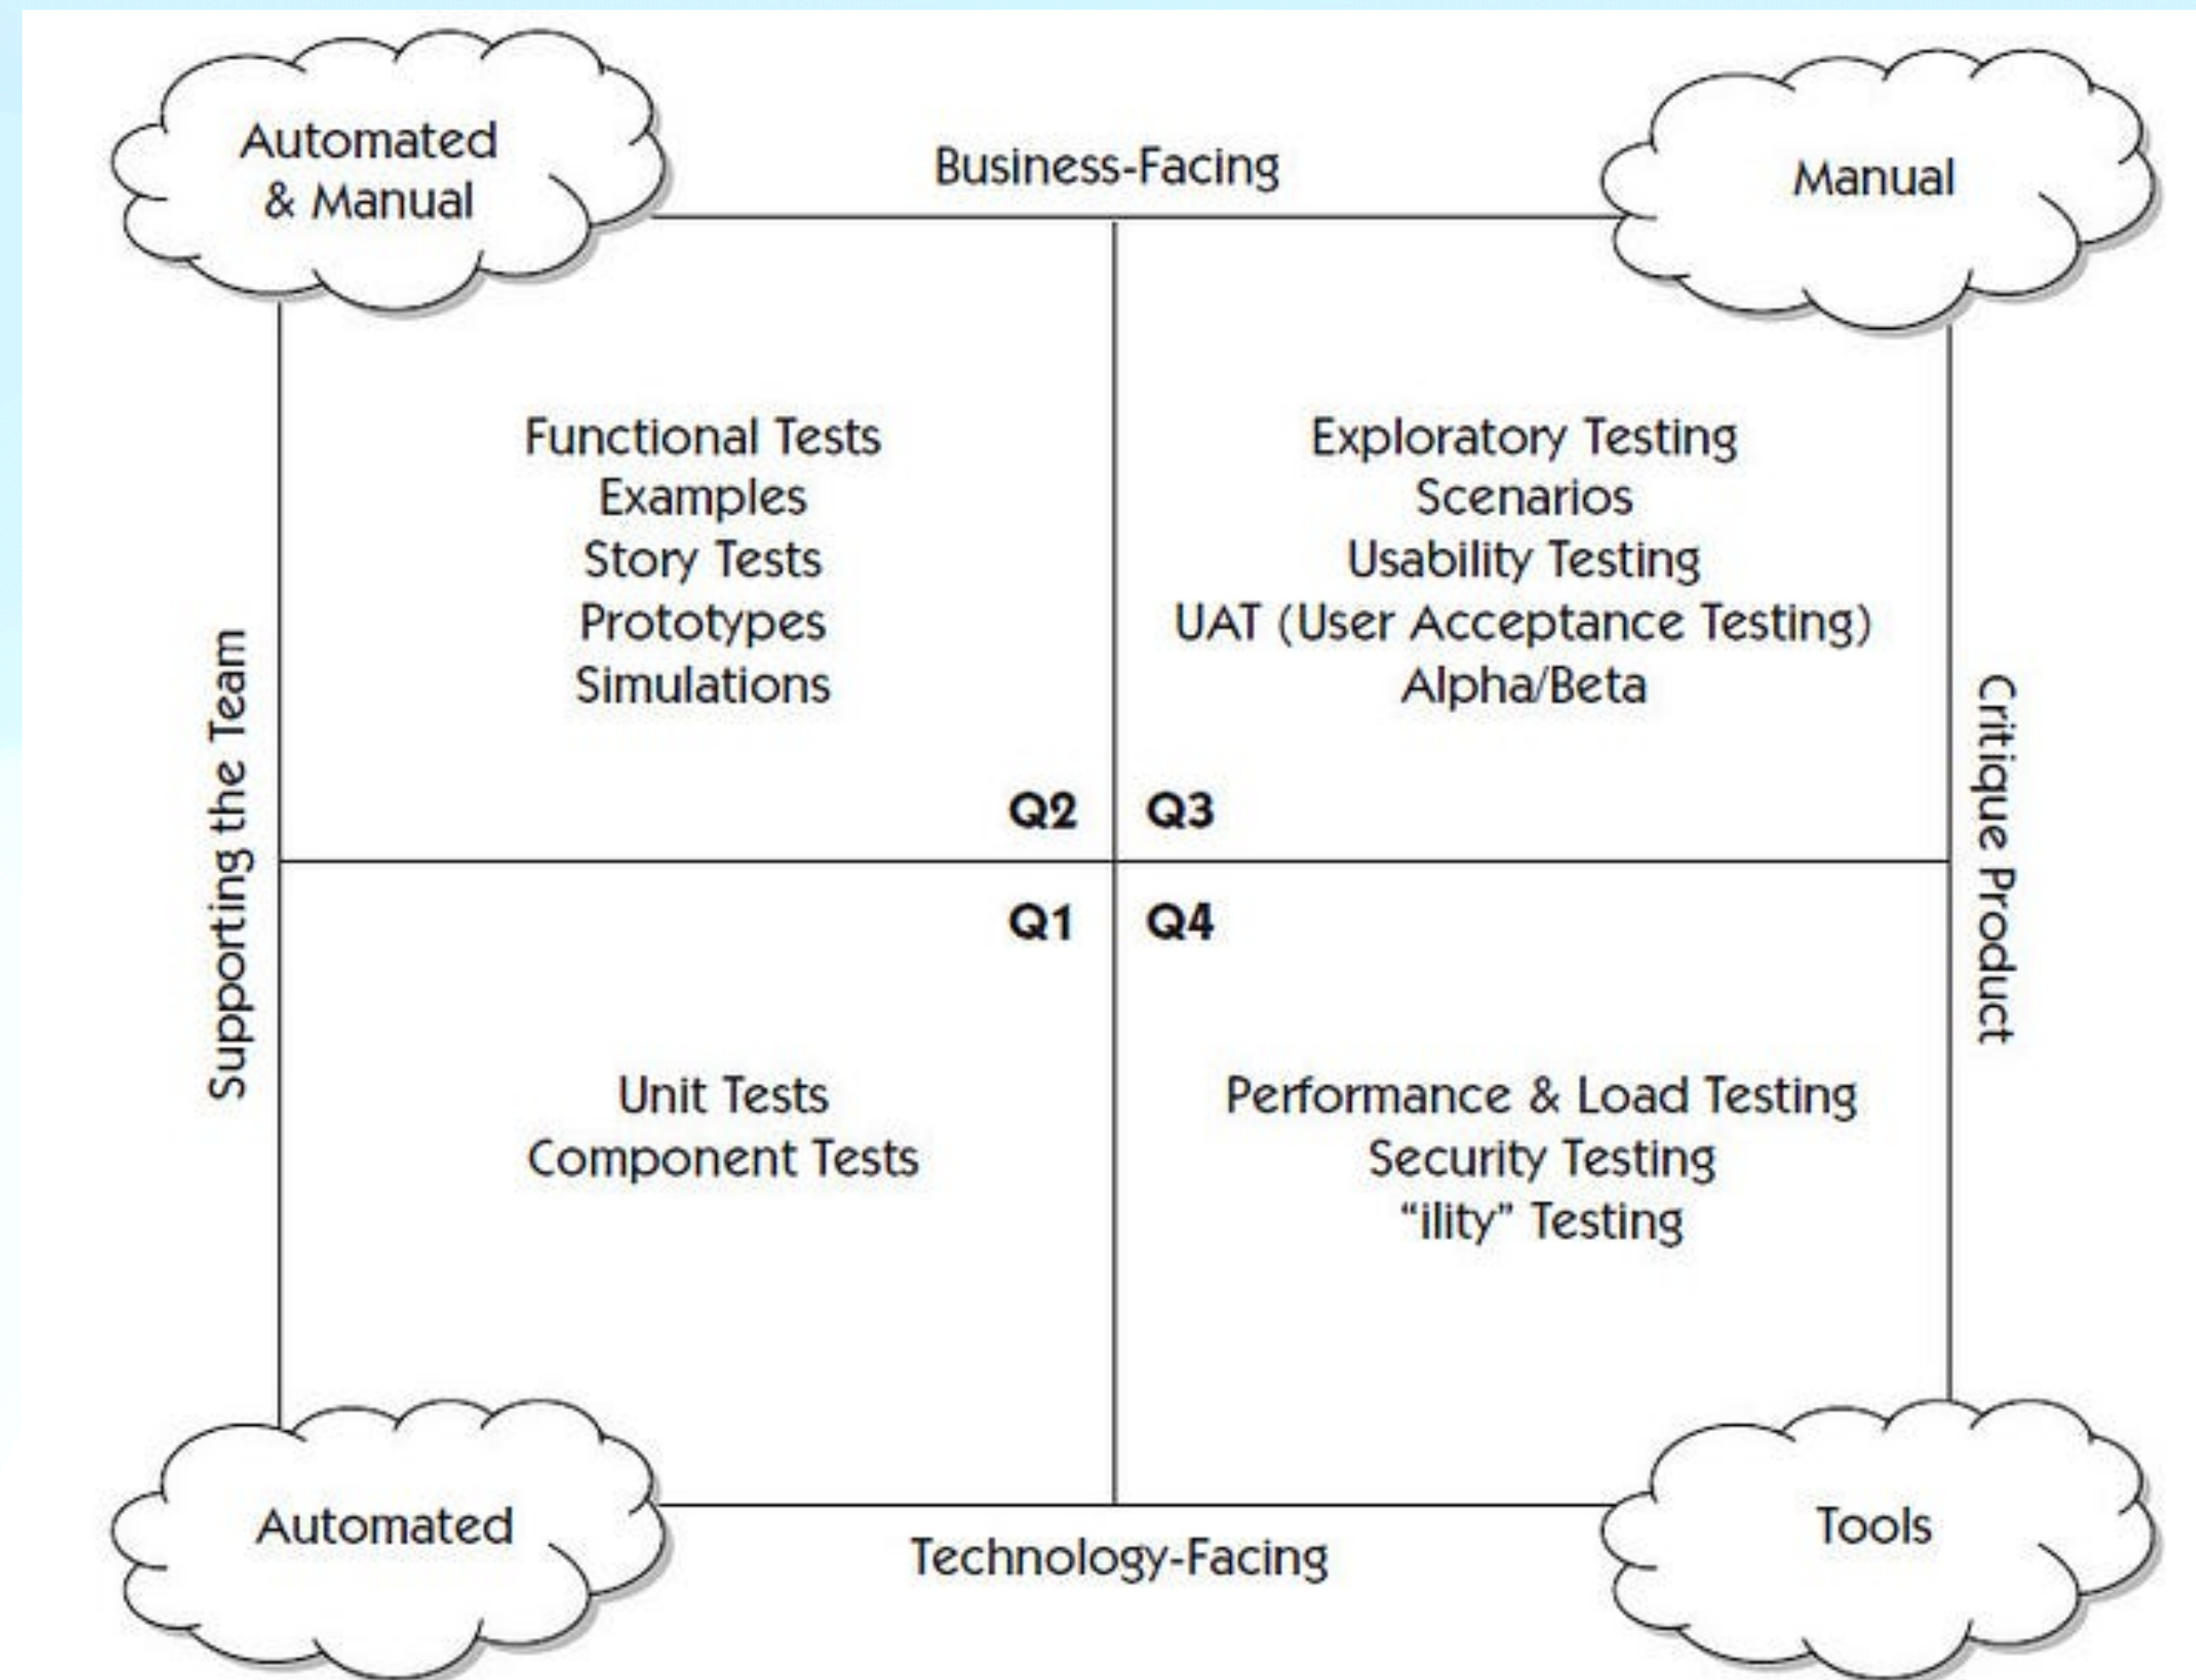 Automated
& Manual
Business-Facing
Manual
Functional Tests
Examples
Story Tests
Prototypes
Simulations
Exploratory Testing
Scenarios
Usability Testing
UAT (User Acceptance Testing)
Alpha/Beta
Supporting the Team
Critique Product
Q2
Q3
Q1
Q4
Unit Tests
Component Tests
Performance & Load Testing
Security Testing
“ility” Testing
Automated
Technology-Facing
Tools